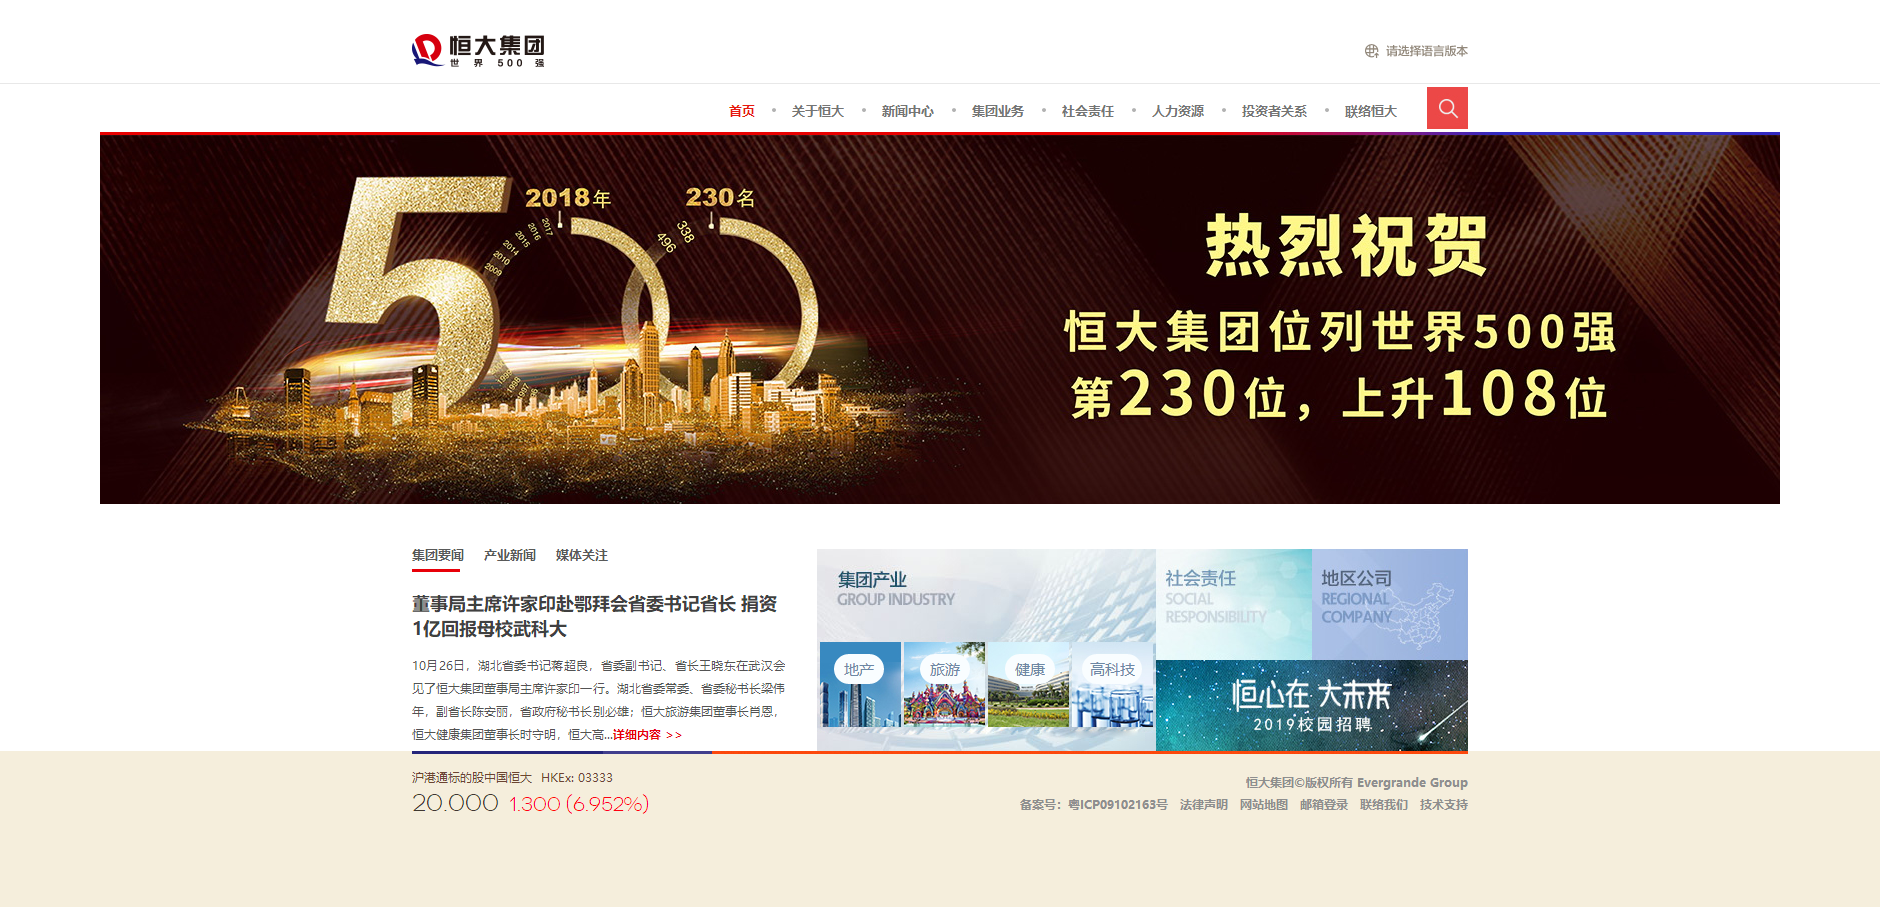 恒大集团
世界500强
请选择语言版本
首页 • 关于恒大 • 新闻中心 • 集团业务 • 社会责任 • 人力资源 • 投资者关系 • 联络恒大
2018年
230名
2017
2016
2015
2014
2010
2009
338
496
1997
1998
热烈祝贺
恒大集团位列世界500强
第230位，上升108位
集团要闻 产业新闻 媒体关注
董事局主席许家印赴鄂拜会省委书记省长 捐资
1亿回报母校武科大
10月26日，湖北省委书记蒋超良，省委副书记、省长王晓东在武汉会
见了恒大集团董事局主席许家印一行。湖北省委常委、省委秘书长梁伟
年，副省长陈安丽，省政府秘书长别必雄；恒大旅游集团董事长肖恩，
恒大健康集团董事长时守明，恒大高...详细内容 >>
集团产业
GROUP INDUSTRY
地产
旅游
健康
高科技
社会责任
SOCIAL
RESPONSIBILITY
地区公司
REGIONAL
COMPANY
恒心在 大未来
2019校园招聘
沪港通标的股中国恒大 HKEx: 03333
20.000 1.300 (6.952%)
恒大集团©版权所有 Evergrande Group
备案号：粤ICP09102163号 法律声明 网站地图 邮箱登录 联络我们 技术支持